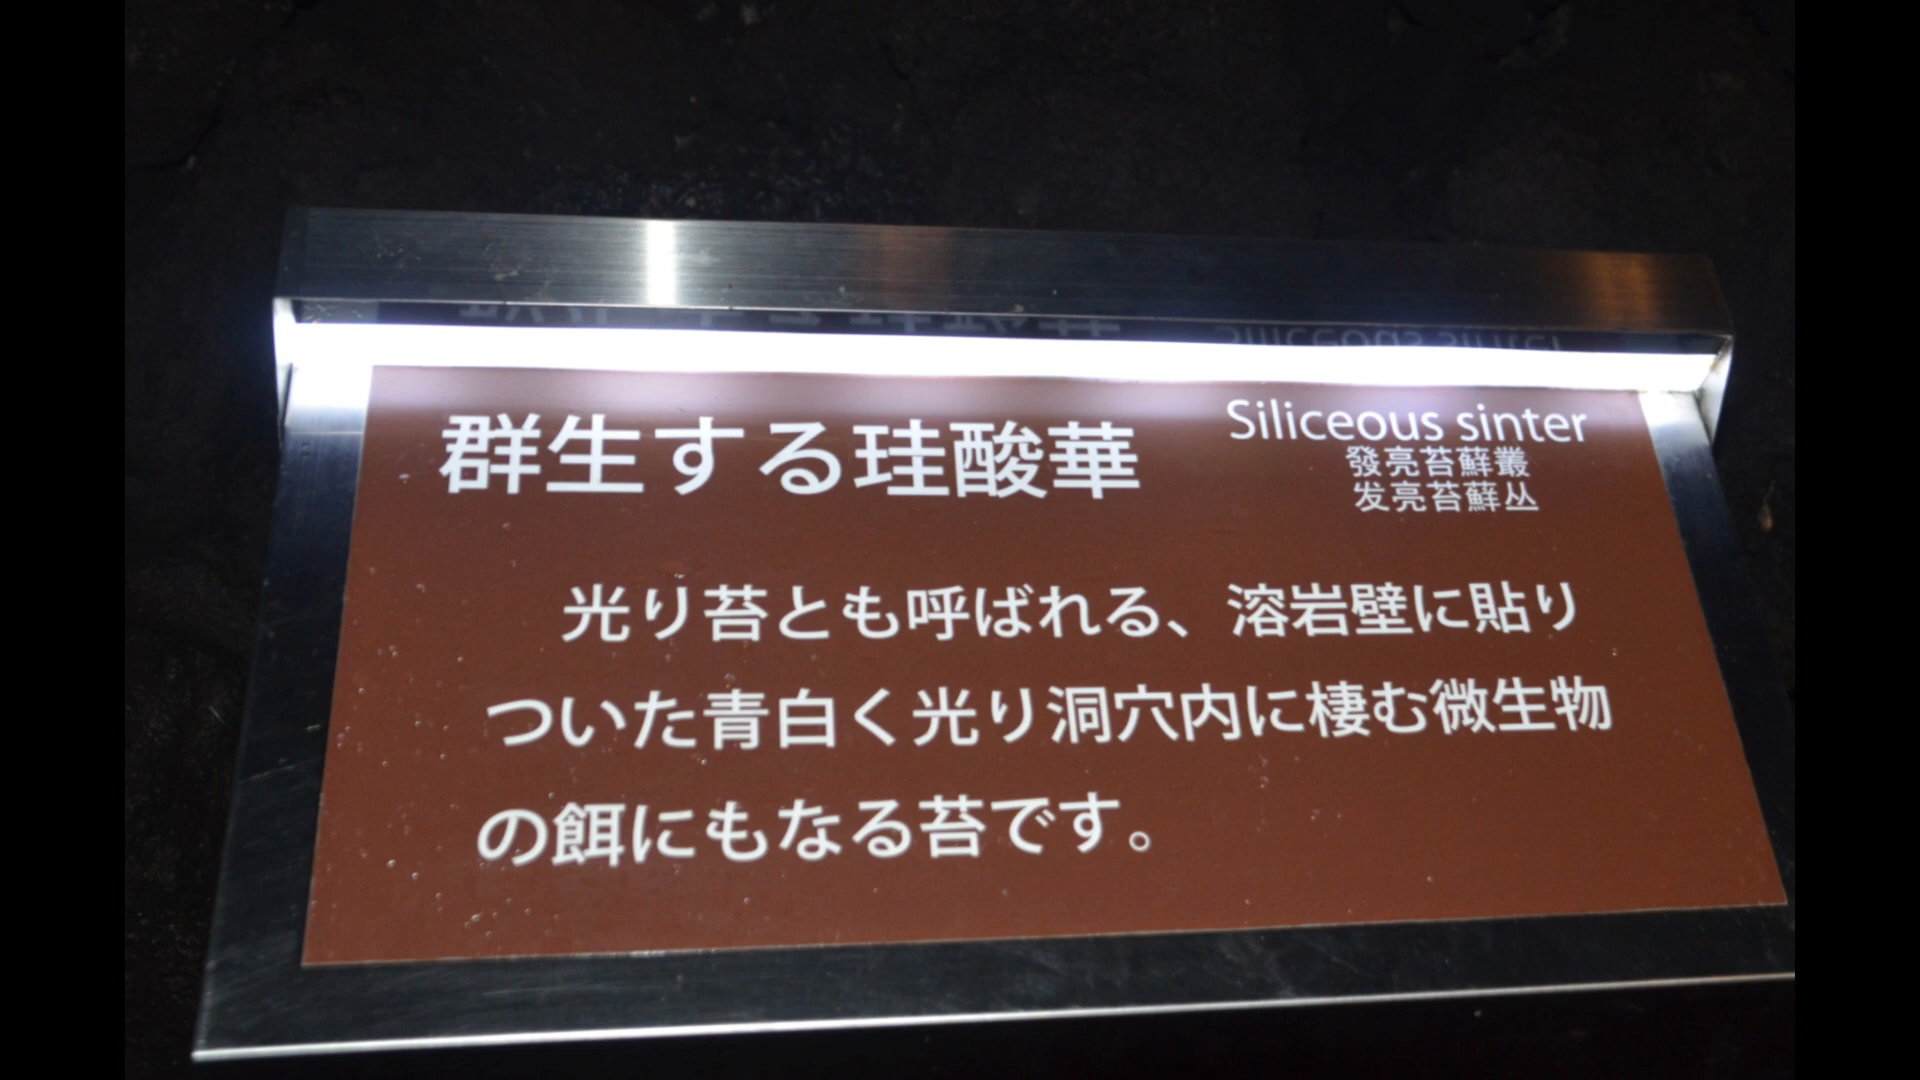 群生する珪酸華
Siliceous sinter
發亮苔蘚叢
发亮苔蘚丛
光り苔とも呼ばれる、溶岩壁に貼り
ついた青白く光り洞穴内に棲む微生物
の餌にもなる苔です。